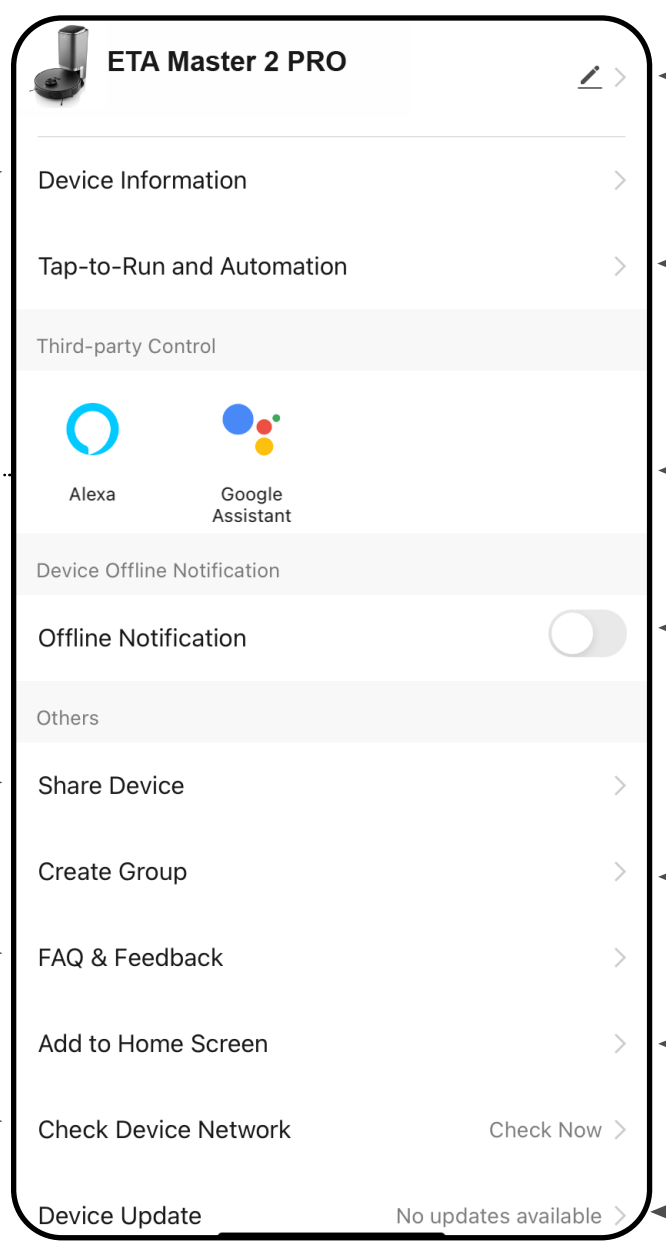 ETA Master 2 PRO
Device Information
Tap-to-Run and Automation
Third-party Control
Alexa
Google
Assistant
Device Offline Notification
Offline Notification
Others
Share Device
Create Group
FAQ & Feedback
Add to Home Screen
Check Device Network Check Now
Device Update No updates available